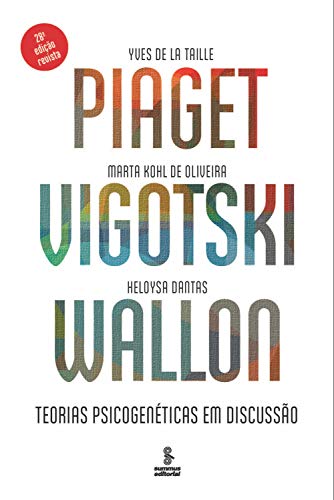 28ª
edição
revista
YVES DE LA TAILLE
PIAGET
MARTA KOHL DE OLIVEIRA
VIGOTSKI
HELOYSA DANTAS
WALLON
TEORIAS PSICOGENÉTICAS EM DISCUSSÃO
summus
editorial